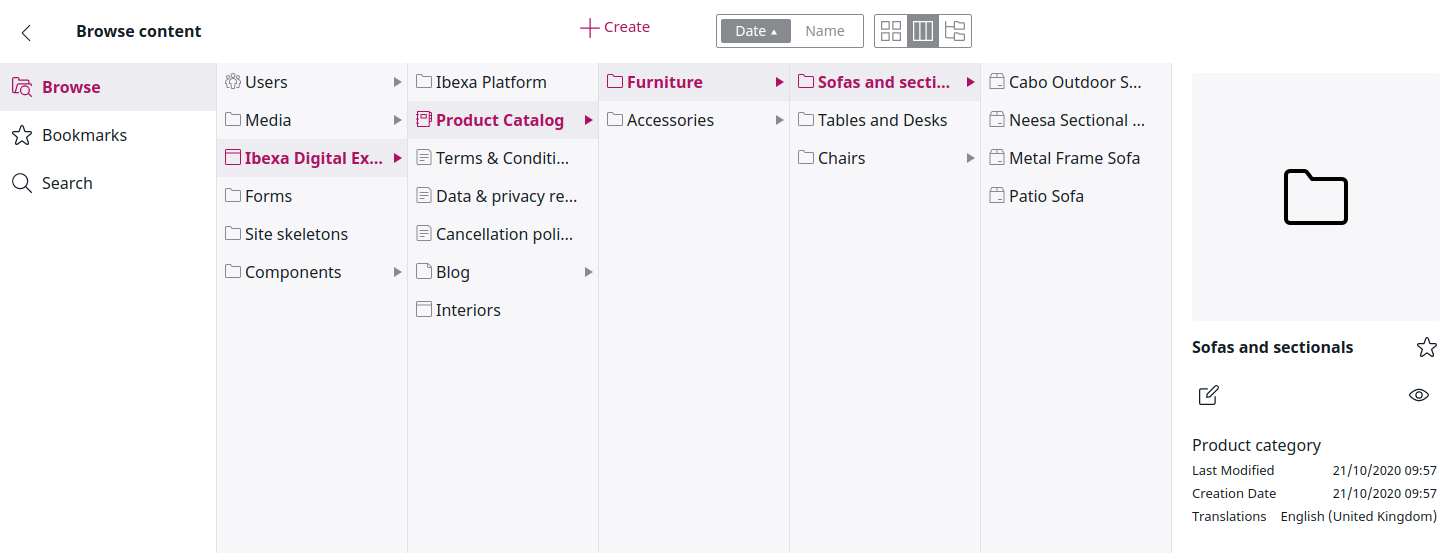 Browse content
Create
Date
Name
Browse
Bookmarks
Search
Users
Media
Ibexa Digital Ex...
Forms
Site skeletons
Components
Ibexa Platform
Product Catalog
Terms & Conditi...
Data & privacy re...
Cancellation poli...
Blog
Interiors
Furniture
Accessories
Sofas and secti...
Tables and Desks
Chairs
Cabo Outdoor S...
Neesa Sectional ...
Metal Frame Sofa
Patio Sofa
Sofas and sectionals
Product category
Last Modified 21/10/2020 09:57
Creation Date 21/10/2020 09:57
Translations English (United Kingdom)